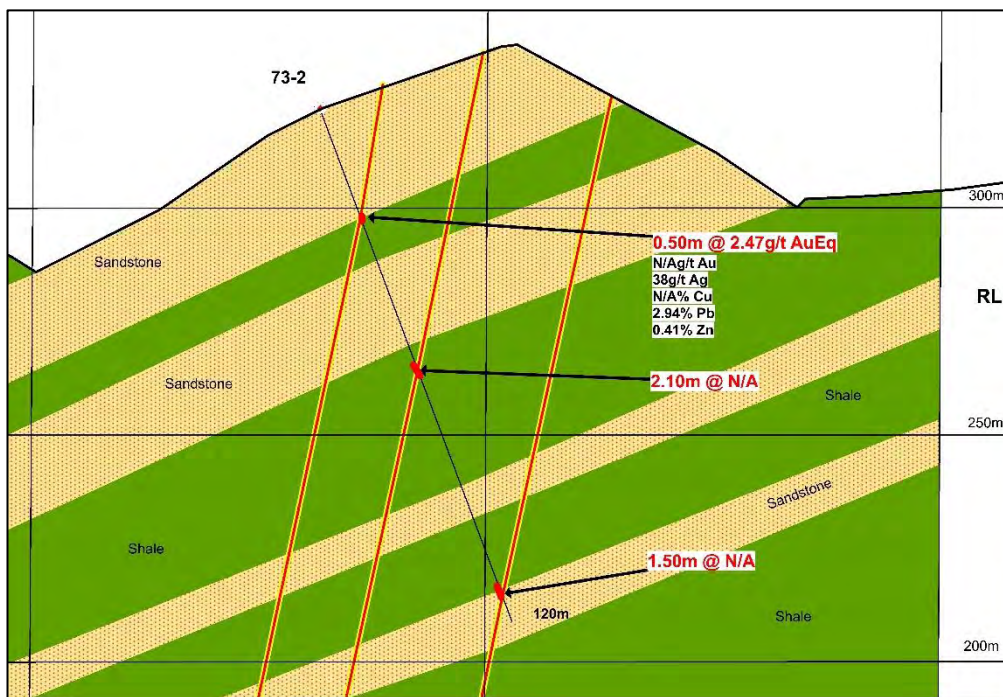 73-2
300m
Sandstone
0.50m @ 2.47g/t AuEq
N/Ag/t Au
38g/t Ag
N/A% Cu
2.94% Pb
0.41% Zn
RL
Sandstone
2.10m @ N/A
Shale
250m
Sandstone
Shale
1.50m @ N/A
120m
Shale
200m